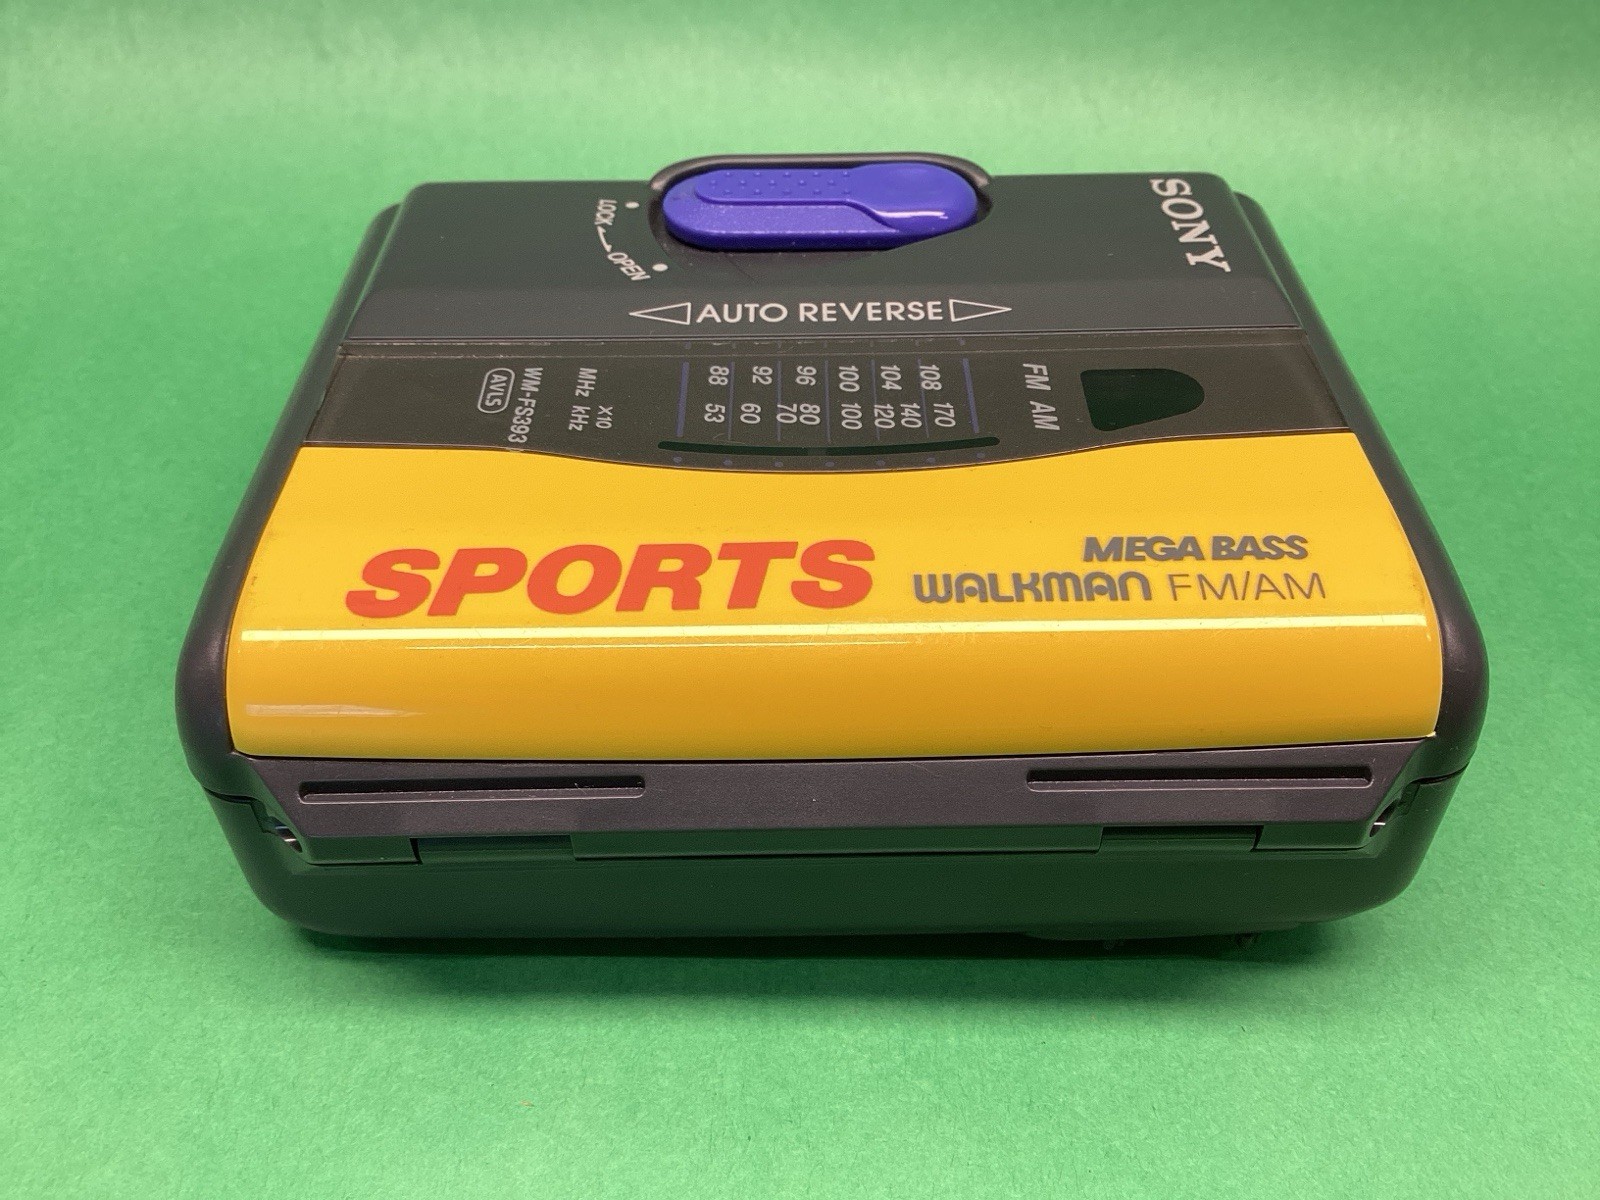 SONY
LOCK
OPEN
AUTO REVERSE
FM 88 92 96 100 104 108 MHz
AM 53 60 70 80 100 120 140 170 kHz
X10
WM-FS393
AVLS
SPORTS
MEGA BASS
WALKMAN FM/AM